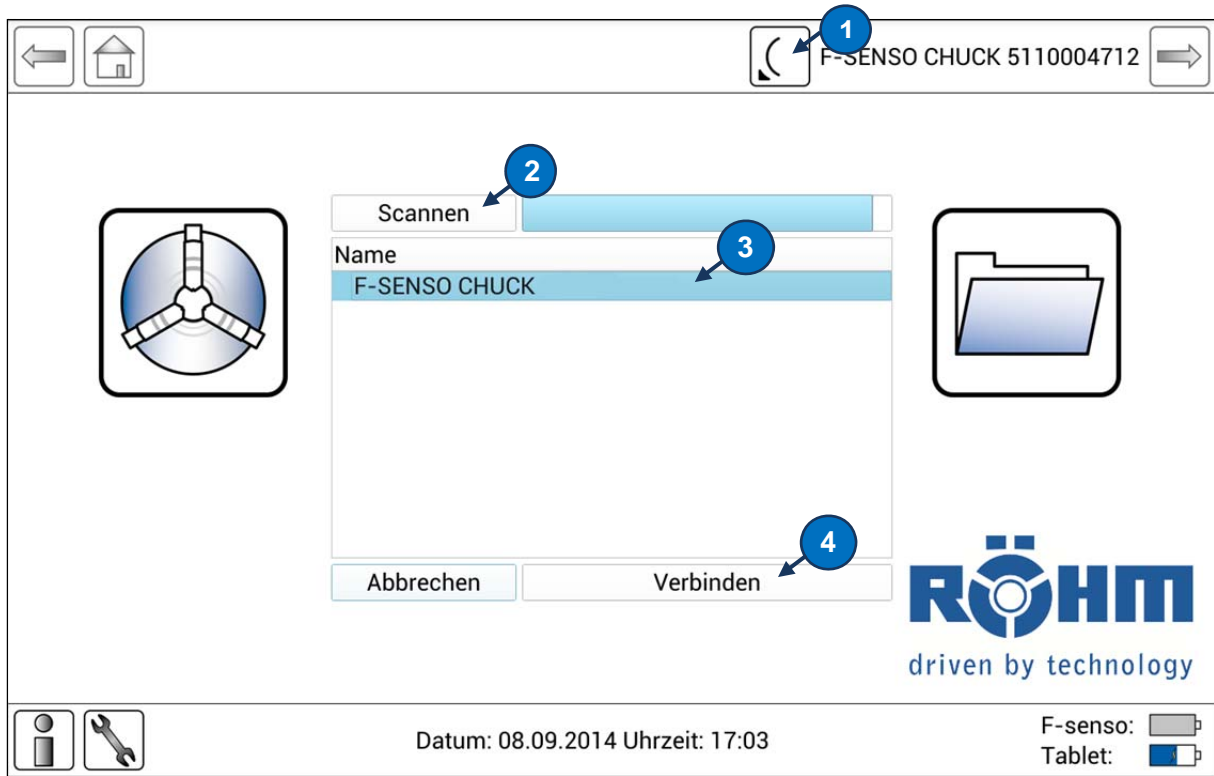 1
F-SENSO CHUCK 5110004712
2
Scannen
Name
3
F-SENSO CHUCK
4
Abbrechen
Verbinden
RÖHM
driven by technology
Datum: 08.09.2014 Uhrzeit: 17:03
F-senso:
Tablet: